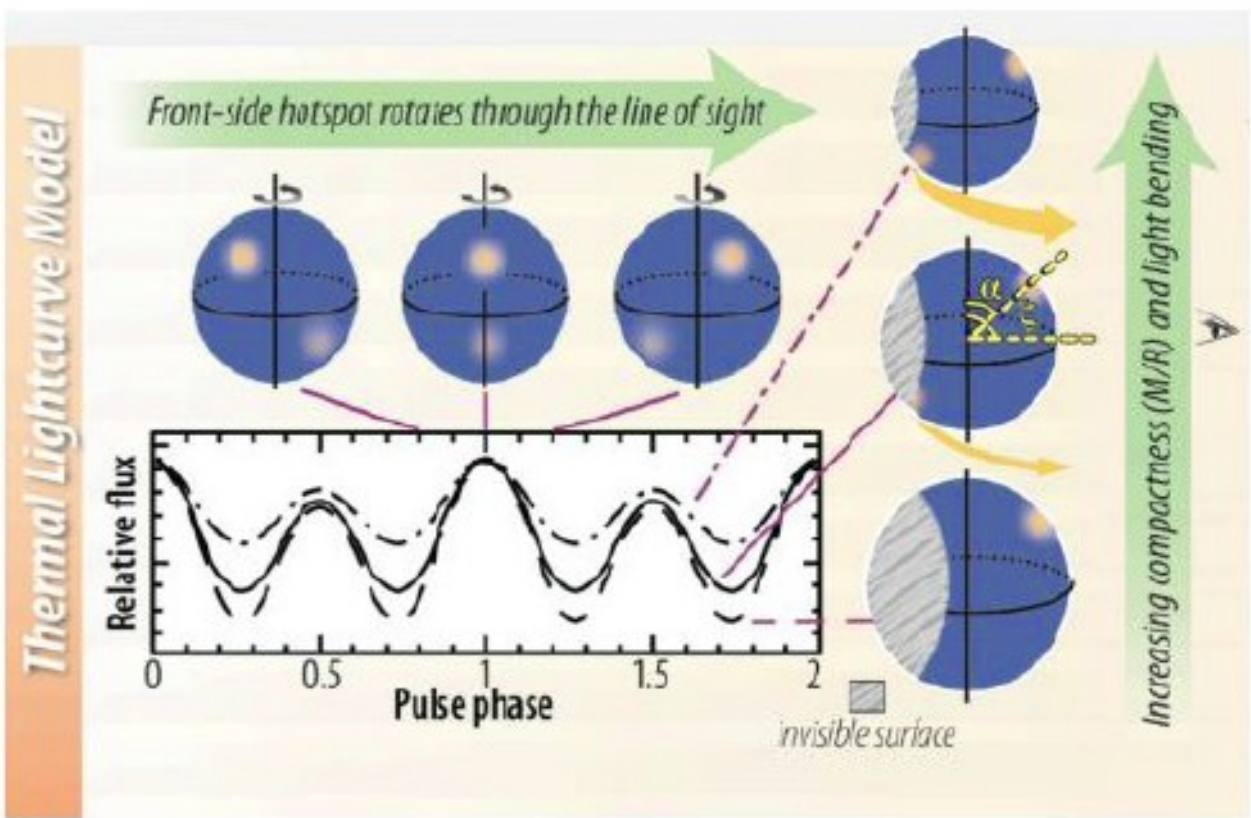 Thermal Lightcurve Model
Front-side hotspot rotates through the line of sight
α
ξ
Increasing compactness (M/R) and light bending
Relative flux
0 0.5 1 1.5 2
Pulse phase
invisible surface